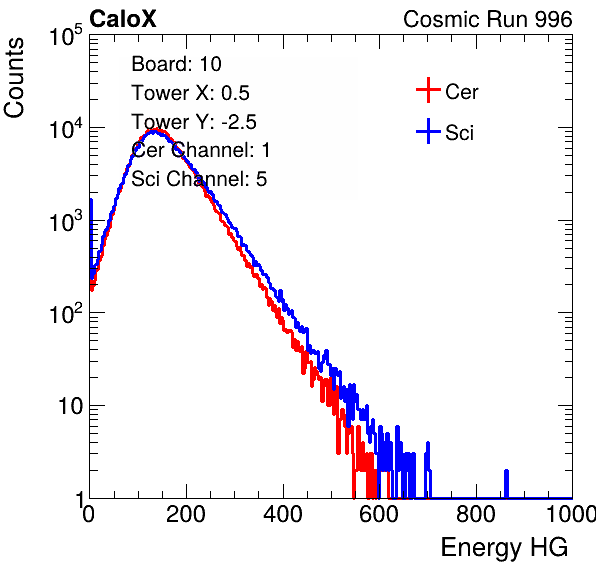 CaloX Cosmic Run 996
Counts
Board: 10
Tower X: 0.5
Tower Y: -2.5
Cer Channel: 1
Sci Channel: 5
Cer
Sci
10^5
10^4
10^3
10^2
10
1
0 200 400 600 800 1000
Energy HG